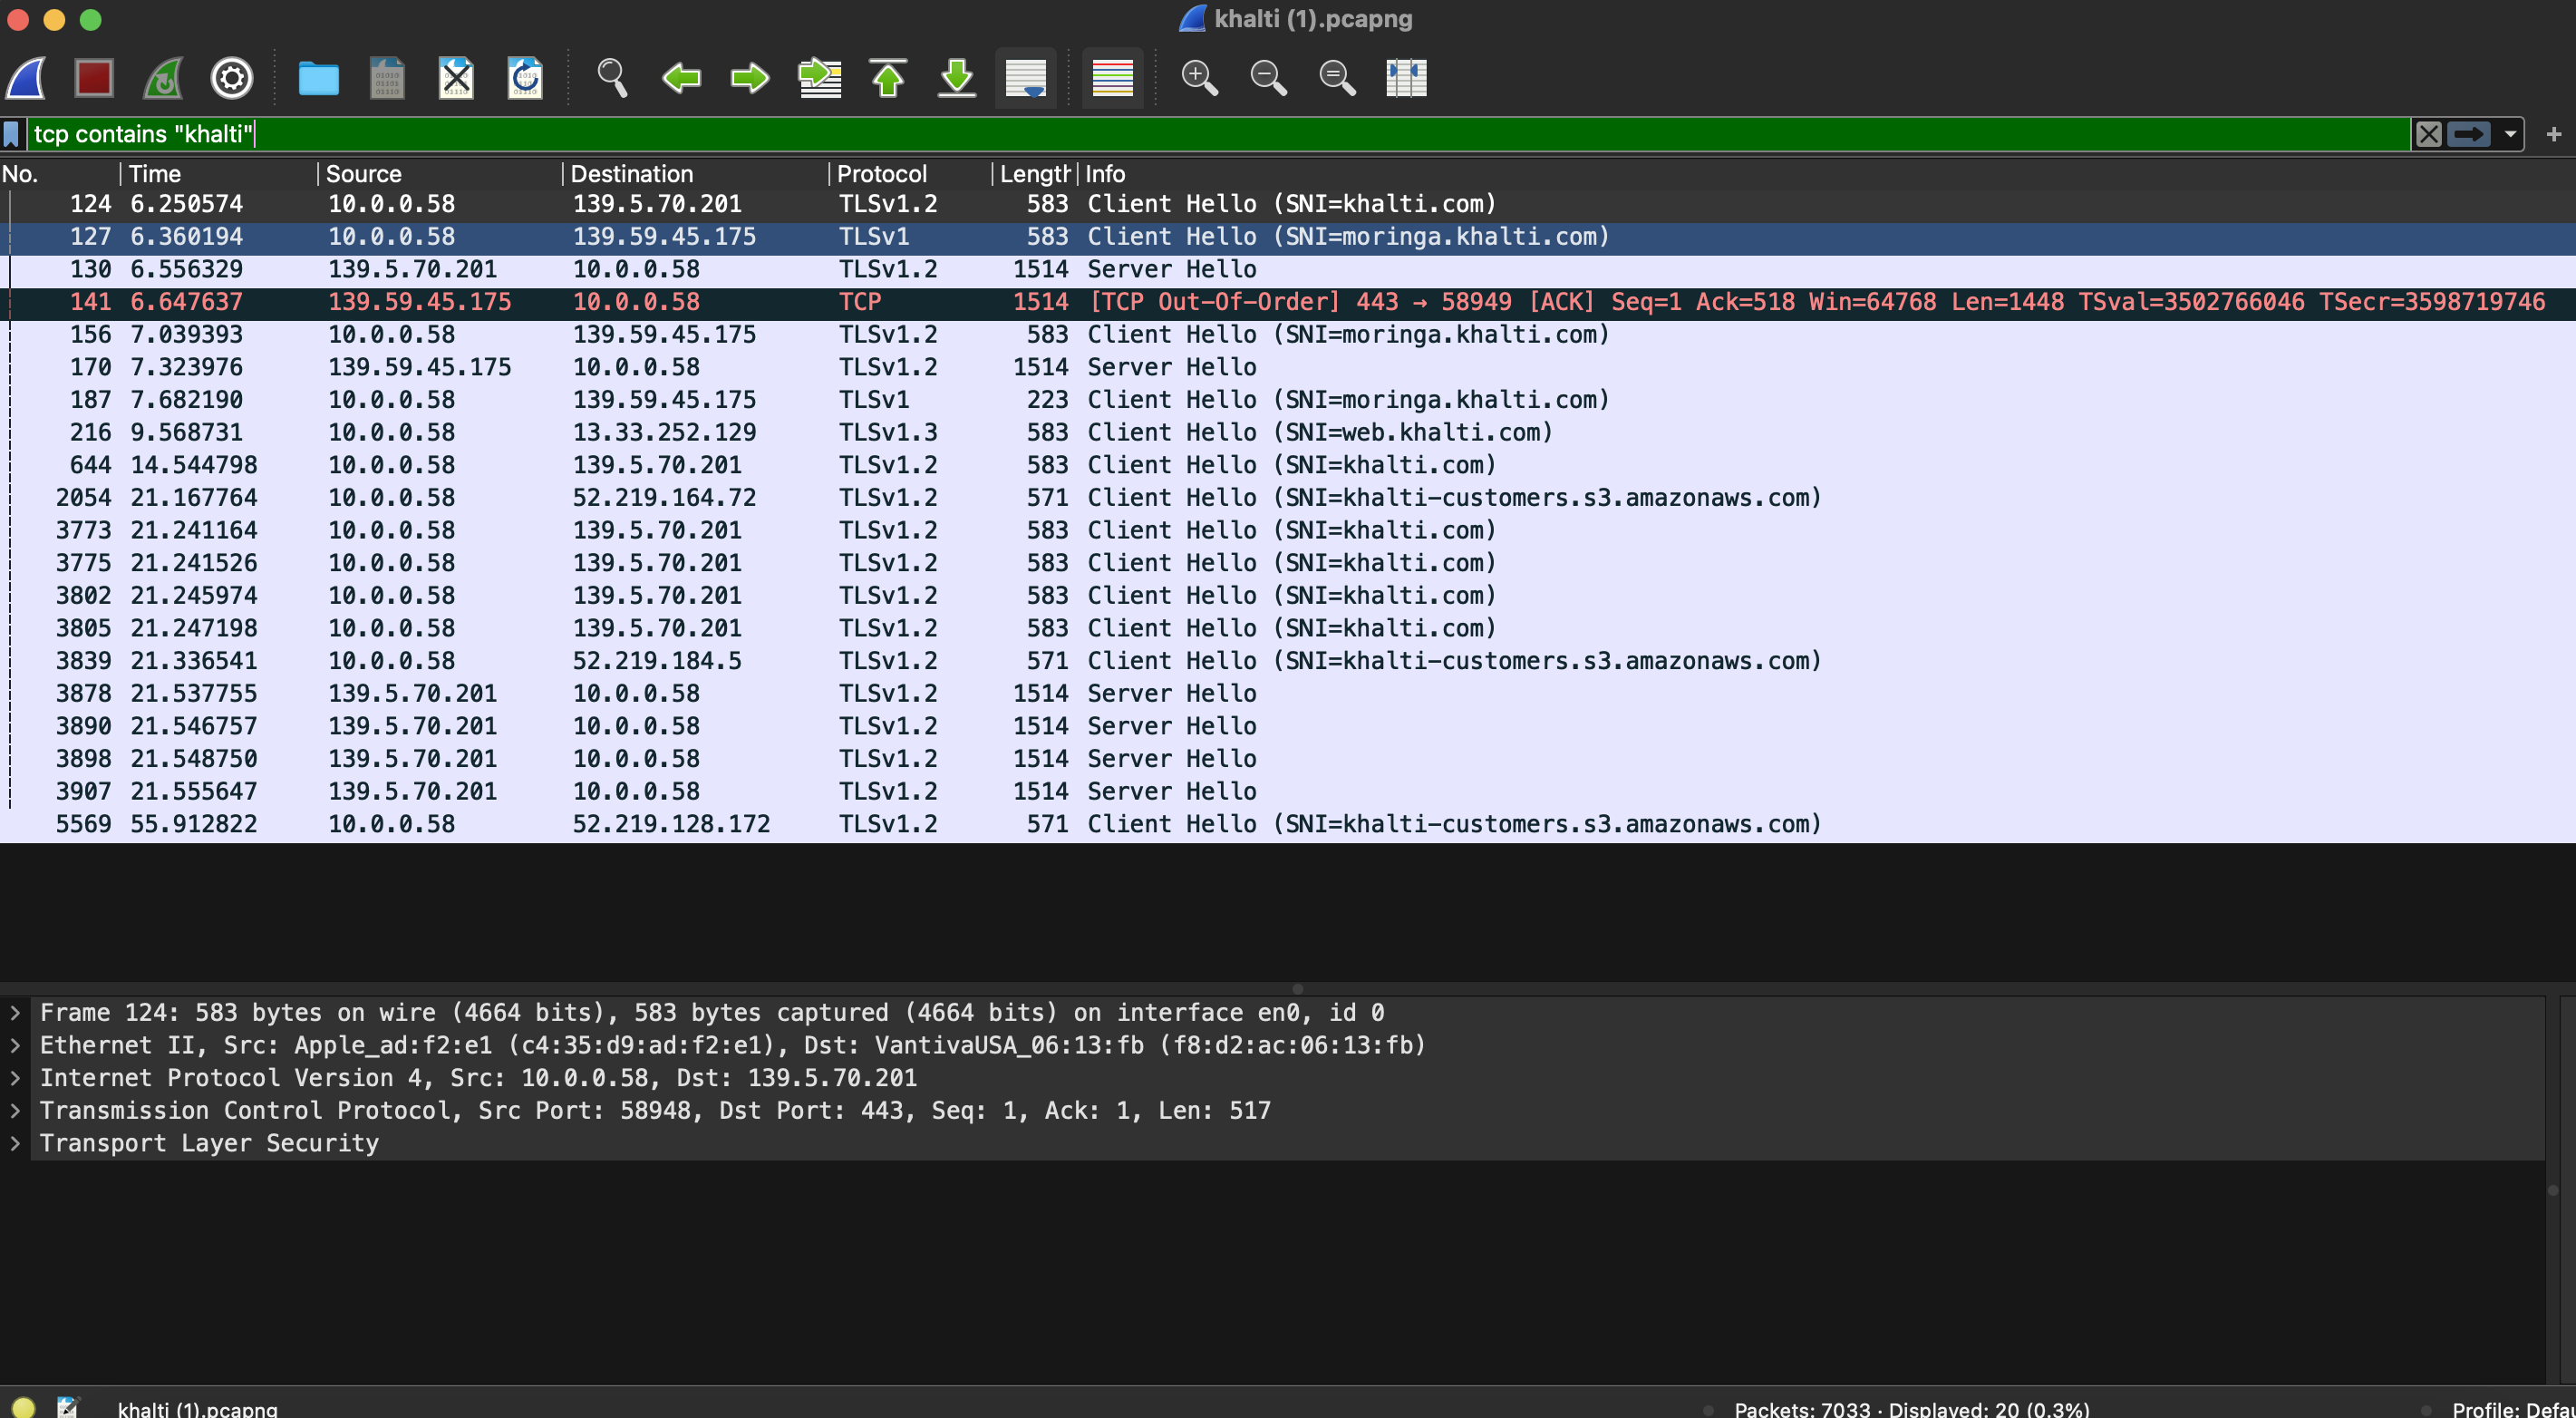 khalti (1).pcapng
tcp contains "khalti"
No. Time Source Destination Protocol Length Info
124 6.250574 10.0.0.58 139.5.70.201 TLSv1.2 583 Client Hello (SNI=khalti.com)
127 6.360194 10.0.0.58 139.59.45.175 TLSv1 583 Client Hello (SNI=moringa.khalti.com)
130 6.556329 139.5.70.201 10.0.0.58 TLSv1.2 1514 Server Hello
141 6.647637 139.59.45.175 10.0.0.58 TCP 1514 [TCP Out-Of-Order] 443 → 58949 [ACK] Seq=1 Ack=518 Win=64768 Len=1448 TSval=3502766046 TSecr=3598719746
156 7.039393 10.0.0.58 139.59.45.175 TLSv1.2 583 Client Hello (SNI=moringa.khalti.com)
170 7.323976 139.59.45.175 10.0.0.58 TLSv1.2 1514 Server Hello
187 7.682190 10.0.0.58 139.59.45.175 TLSv1 223 Client Hello (SNI=moringa.khalti.com)
216 9.568731 10.0.0.58 13.33.252.129 TLSv1.3 583 Client Hello (SNI=web.khalti.com)
644 14.544798 10.0.0.58 139.5.70.201 TLSv1.2 583 Client Hello (SNI=khalti.com)
2054 21.167764 10.0.0.58 52.219.164.72 TLSv1.2 571 Client Hello (SNI=khalti-customers.s3.amazonaws.com)
3773 21.241164 10.0.0.58 139.5.70.201 TLSv1.2 583 Client Hello (SNI=khalti.com)
3775 21.241526 10.0.0.58 139.5.70.201 TLSv1.2 583 Client Hello (SNI=khalti.com)
3802 21.245974 10.0.0.58 139.5.70.201 TLSv1.2 583 Client Hello (SNI=khalti.com)
3805 21.247198 10.0.0.58 139.5.70.201 TLSv1.2 583 Client Hello (SNI=khalti.com)
3839 21.336541 10.0.0.58 52.219.184.5 TLSv1.2 571 Client Hello (SNI=khalti-customers.s3.amazonaws.com)
3878 21.537755 139.5.70.201 10.0.0.58 TLSv1.2 1514 Server Hello
3890 21.546757 139.5.70.201 10.0.0.58 TLSv1.2 1514 Server Hello
3898 21.548750 139.5.70.201 10.0.0.58 TLSv1.2 1514 Server Hello
3907 21.555647 139.5.70.201 10.0.0.58 TLSv1.2 1514 Server Hello
5569 55.912822 10.0.0.58 52.219.128.172 TLSv1.2 571 Client Hello (SNI=khalti-customers.s3.amazonaws.com)
Frame 124: 583 bytes on wire (4664 bits), 583 bytes captured (4664 bits) on interface en0, id 0
Ethernet II, Src: Apple_ad:f2:e1 (c4:35:d9:ad:f2:e1), Dst: VantivaUSA_06:13:fb (f8:d2:ac:06:13:fb)
Internet Protocol Version 4, Src: 10.0.0.58, Dst: 139.5.70.201
Transmission Control Protocol, Src Port: 58948, Dst Port: 443, Seq: 1, Ack: 1, Len: 517
Transport Layer Security
khalti (1).pcapng Packets: 7033 · Displayed: 20 (0.3%) Profile: